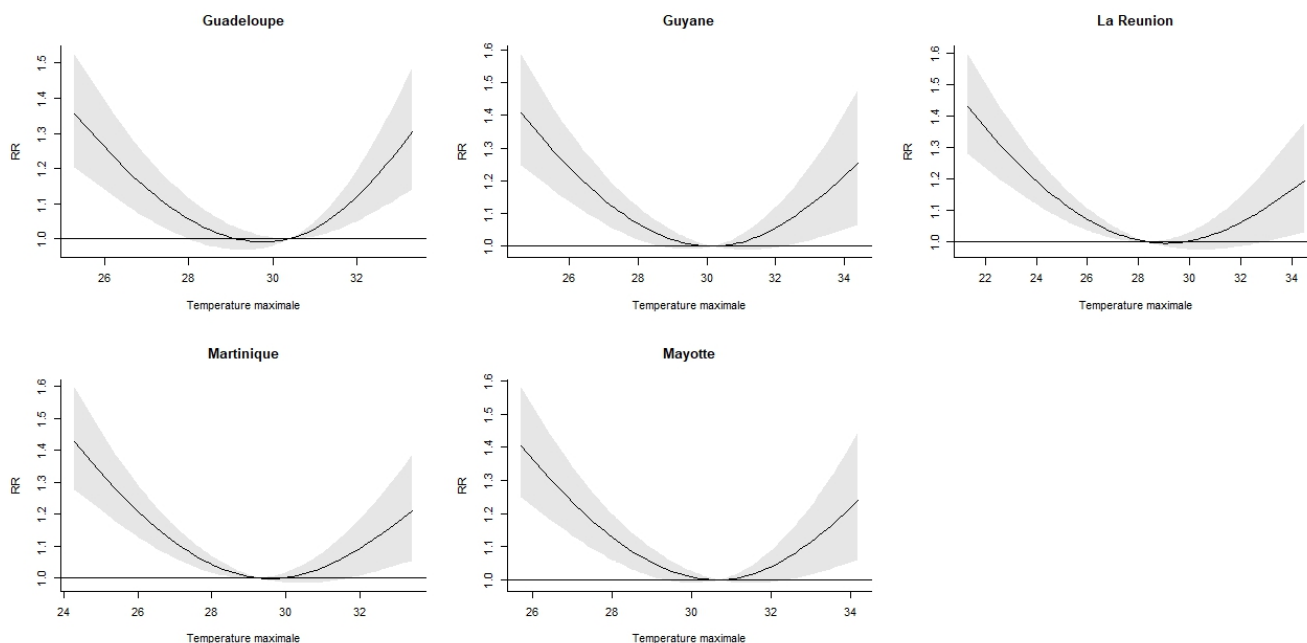 Guadeloupe
RR
1.0 1.1 1.2 1.3 1.4 1.5
26 28 30 32
Temperature maximale
Guyane
RR
1.0 1.1 1.2 1.3 1.4 1.5 1.6
26 28 30 32 34
Temperature maximale
La Reunion
RR
1.0 1.1 1.2 1.3 1.4 1.5 1.6
22 24 26 28 30 32 34
Temperature maximale
Martinique
RR
1.0 1.1 1.2 1.3 1.4 1.5 1.6
24 26 28 30 32
Temperature maximale
Mayotte
RR
1.0 1.1 1.2 1.3 1.4 1.5 1.6
26 28 30 32 34
Temperature maximale